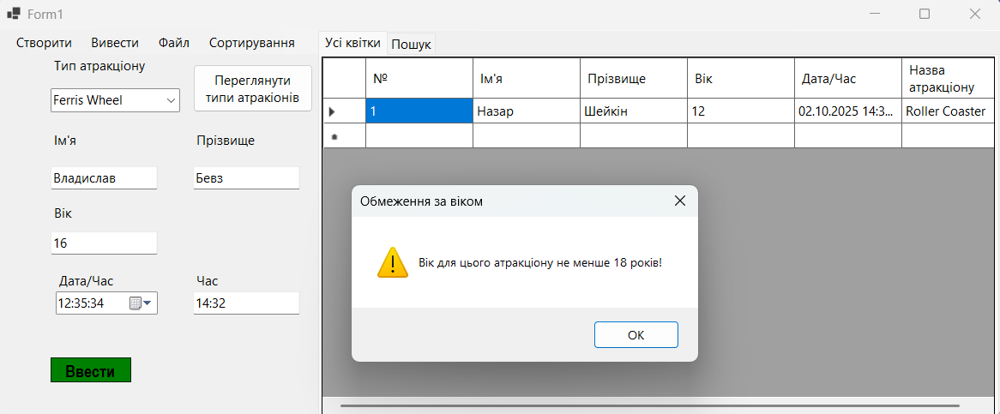 Form1
Створити Вивести Файл Сортирування
Тип атракціону
Ferris Wheel
Переглянути
типи атракіонів
Ім'я
Прізвище
Владислав
Бевз
Вік
16
Дата/Час
Час
12:35:34
14:32
Ввести
Усі квітки Пошук
№ Ім'я Прізвище Вік Дата/Час Назва
атракціону
1 Назар Шейкін 12 02.10.2025 14:3... Roller Coaster
Обмеження за віком
Вік для цього атракціону не менше 18 років!
OK